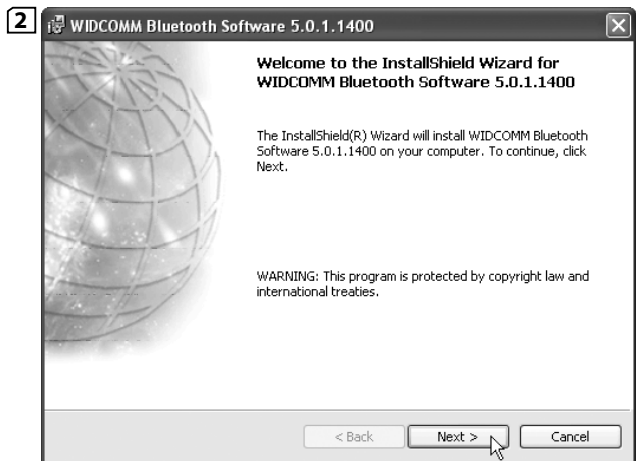 2
WIDCOMM Bluetooth Software 5.0.1.1400
Welcome to the InstallShield Wizard for
WIDCOMM Bluetooth Software 5.0.1.1400
The InstallShield(R) Wizard will install WIDCOMM Bluetooth
Software 5.0.1.1400 on your computer. To continue, click
Next.
WARNING: This program is protected by copyright law and
international treaties.
< Back Next > Cancel